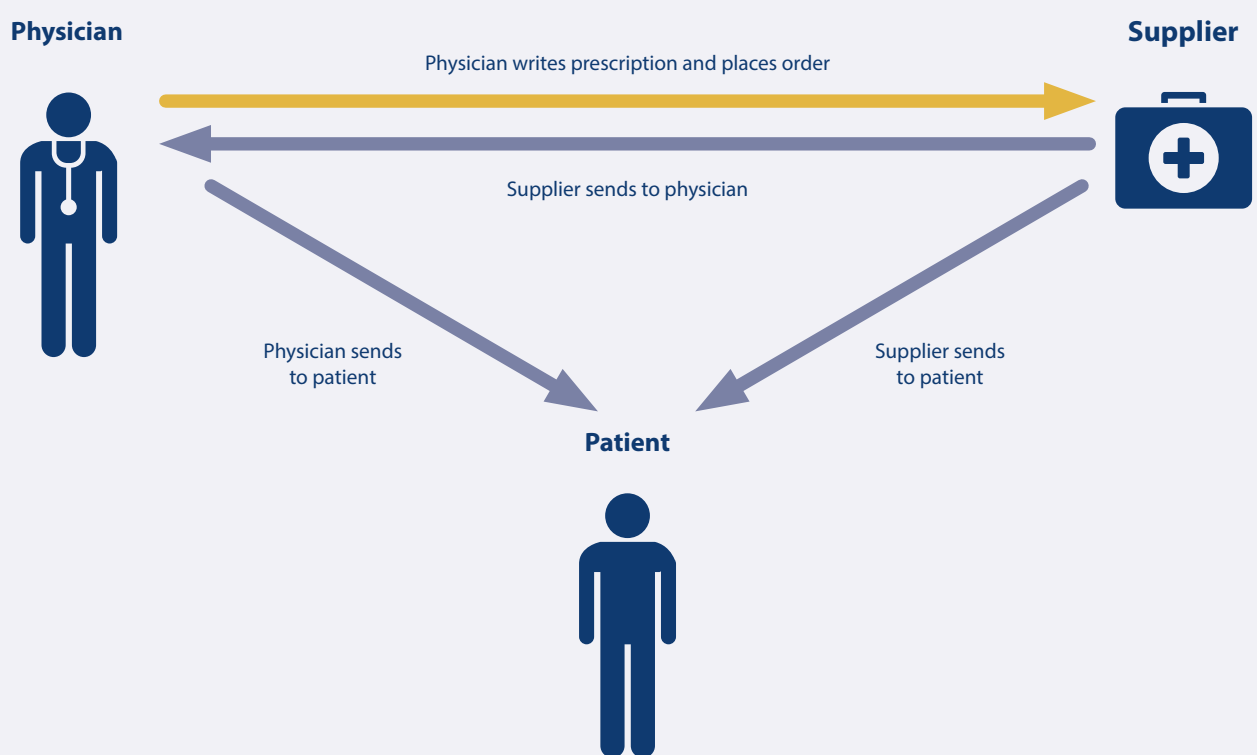 Physician
Supplier
Physician writes prescription and places order
Supplier sends to physician
Physician sends
to patient
Supplier sends
to patient
Patient